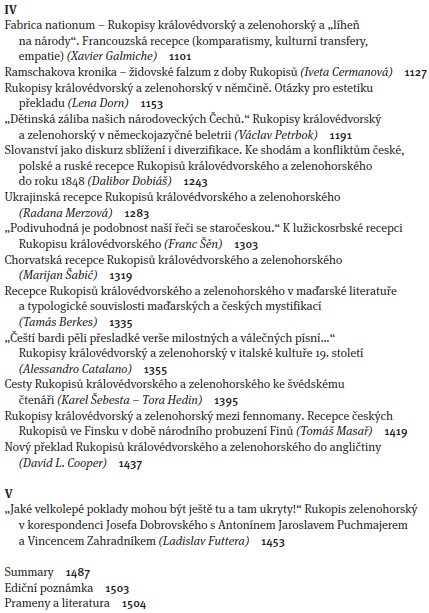 IV
Fabrica nationum – Rukopisy královédvorský a zelenohorský a „líheň
na národy“. Francouzská recepce (komparatismy, kulturní transfery,
empatie) (Xavier Galmiche) 1101
Ramschakova kronika – židovské falzum z doby Rukopisů (Iveta Cermanová) 1127
Rukopisy královédvorský a zelenohorský v němčině. Otázky pro estetiku
překladu (Lena Dorn) 1153
„Dětinská záliba našich národoveckých Čechů.“ Rukopisy královédvorský
a zelenohorský v německojazyčné beletrii (Václav Petrbok) 1191
Slovanství jako diskurz sblížení i diverzifikace. Ke shodám a konfliktům české,
polské a ruské recepce Rukopisů královédvorského a zelenohorského
do roku 1848 (Dalibor Dobiáš) 1243
Ukrajinská recepce Rukopisů královédvorského a zelenohorského
(Radana Merzová) 1283
„Podivuhodná je podobnost naší řeči se staročeskou.“ K lužickosrbské recepci
Rukopisu královédvorského (Franc Šěn) 1303
Chorvatská recepce Rukopisů královédvorského a zelenohorského
(Marijan Šabić) 1319
Recepce Rukopisů královédvorského a zelenohorského v maďarské literatuře
a typologické souvislosti maďarských a českých mystifikací
(Tamás Berkes) 1335
„Čeští bardi pěli přesladké verše milostných a válečných písní…“
Rukopisy královédvorský a zelenohorský v italské kultuře 19. století
(Alessandro Catalano) 1355
Cesty Rukopisů královédvorského a zelenohorského ke švédskému
čtenáři (Karel Šebesta – Tora Hedin) 1395
Rukopisy královédvorský a zelenohorský mezi fennomany. Recepce českých
Rukopisů ve Finsku v době národního probuzení Finů (Tomáš Masař) 1419
Nový překlad Rukopisů královédvorského a zelenohorského do angličtiny
(David L. Cooper) 1437
V
„Jaké velkolepé poklady mohou být ještě tu a tam ukryty!“ Rukopis zelenohorský
v korespondenci Josefa Dobrovského s Antonínem Jaroslavem Puchmajerem
a Vincencem Zahradníkem (Ladislav Futtera) 1453
Summary 1487
Ediční poznámka 1503
Prameny a literatura 1504